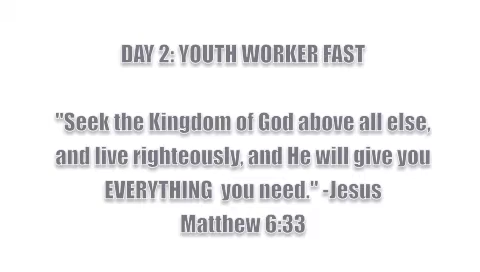 DAY 2: YOUTH WORKER FAST
"Seek the Kingdom of God above all else,
and live righteously, and He will give you
EVERYTHING you need." -Jesus
Matthew 6:33